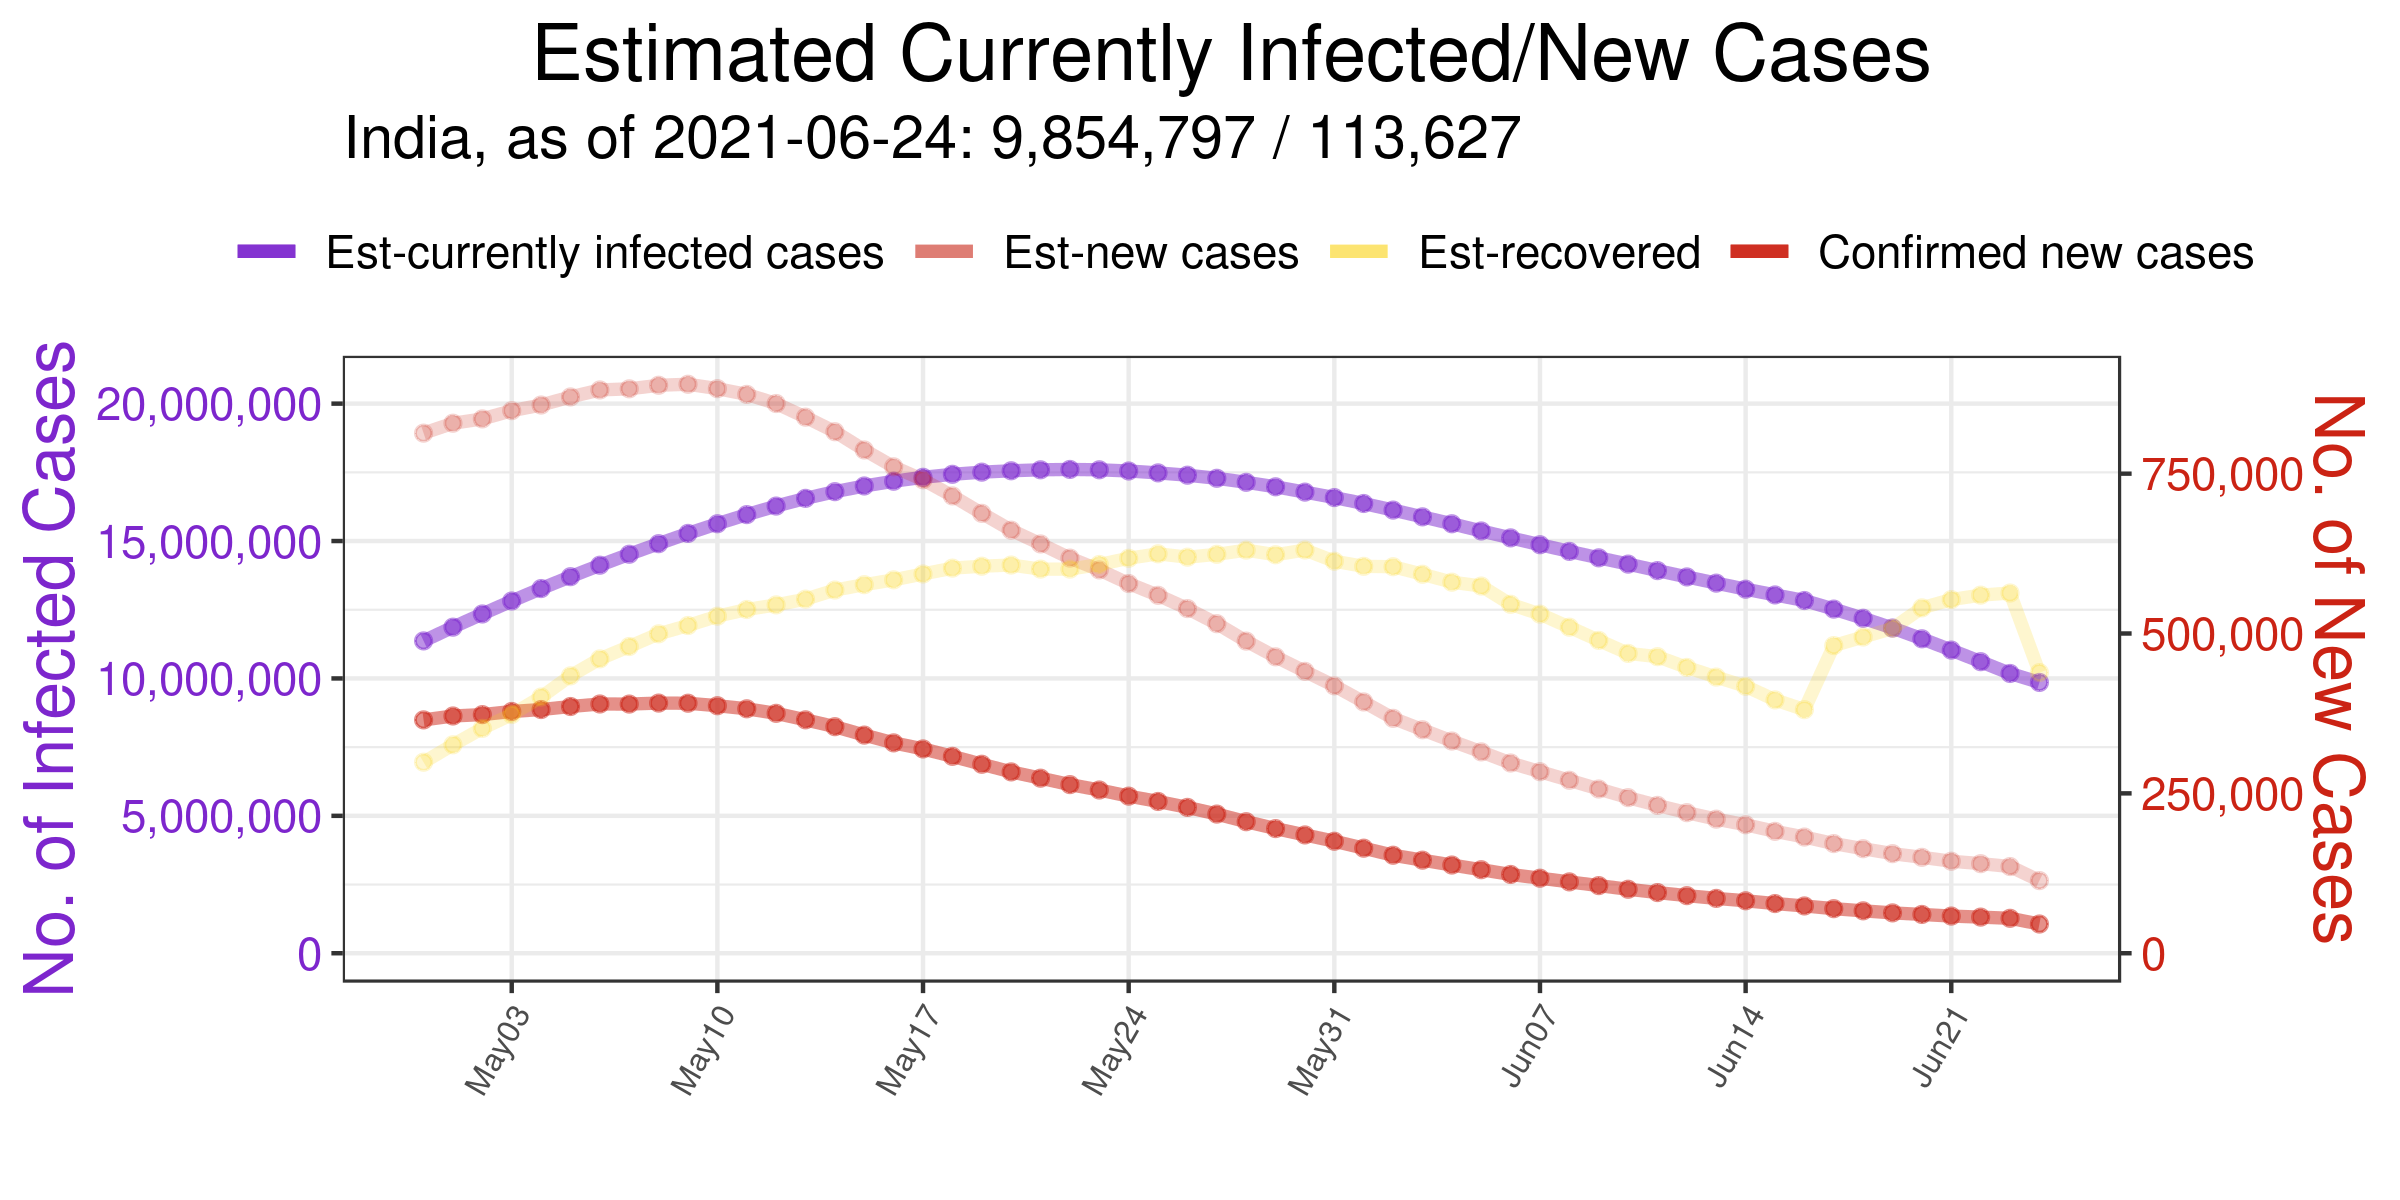 Estimated Currently Infected/New Cases
India, as of 2021-06-24: 9,854,797 / 113,627
Est-currently infected cases Est-new cases Est-recovered Confirmed new cases
No. of Infected Cases
20,000,000
15,000,000
10,000,000
5,000,000
0
750,000
500,000
250,000
0
No. of New Cases
May03 May10 May17 May24 May31 Jun07 Jun14 Jun21